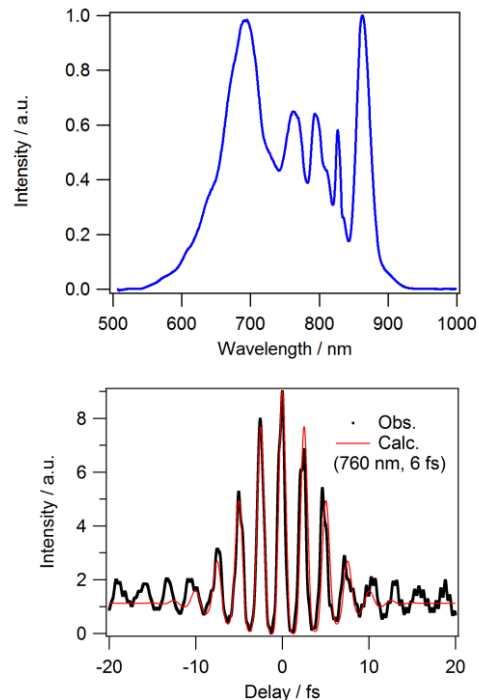 1.0
0.8
0.6
0.4
0.2
0.0
Intensity / a.u.
500 600 700 800 900 1000
Wavelength / nm
8
6
4
2
0
Intensity / a.u.
Obs.
Calc.
(760 nm, 6 fs)
-20 -10 0 10 20
Delay / fs